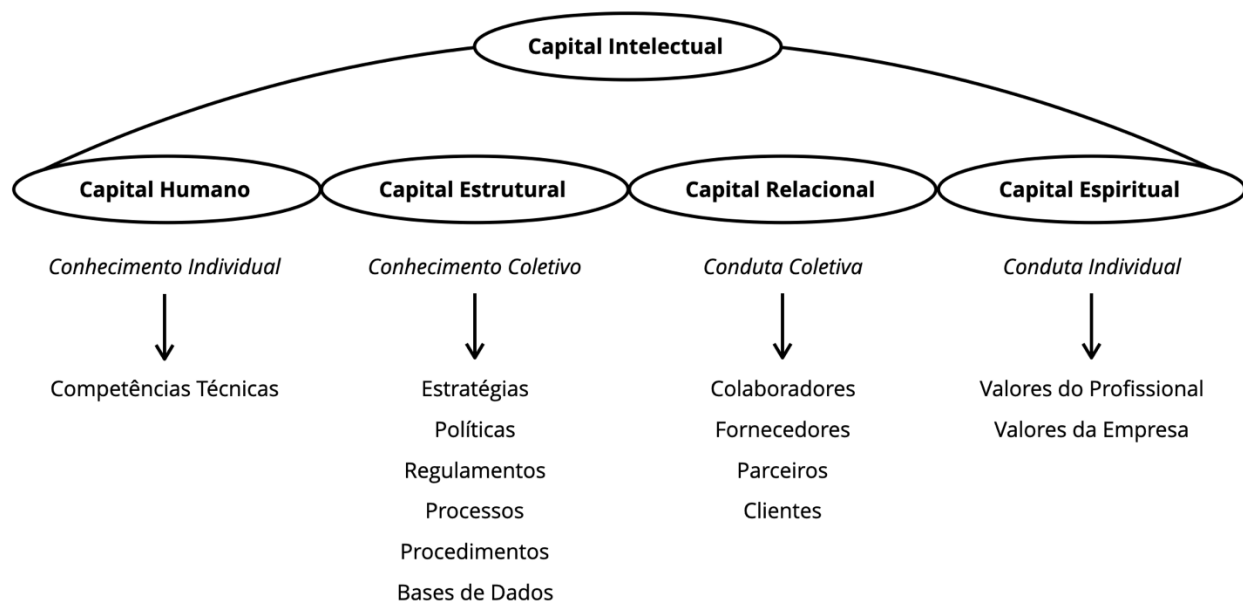 Capital Intelectual
Capital Humano
Capital Estrutural
Capital Relacional
Capital Espiritual
Conhecimento Individual
Conhecimento Coletivo
Conduta Coletiva
Conduta Individual
Competências Técnicas
Estratégias
Políticas
Regulamentos
Processos
Procedimentos
Bases de Dados
Colaboradores
Fornecedores
Parceiros
Clientes
Valores do Profissional
Valores da Empresa